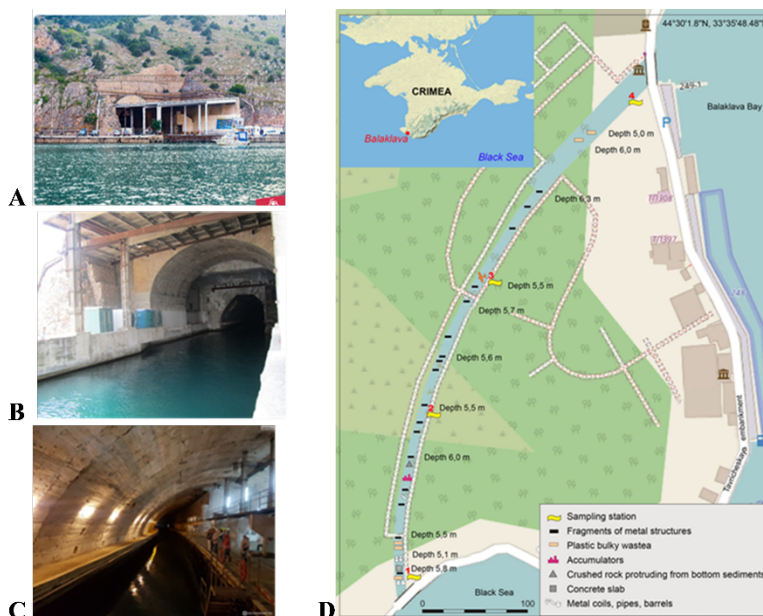 A
B
C
D
44°30'1.8"N, 33°35'48.48"E
CRIMEA
Balaklava
Black Sea
249-1
Balaklava Bay
P
4
Depth 5,0 m
Depth 6,0 m
Depth 6,3 m
3
Depth 5,5 m
Depth 5,7 m
Depth 5,6 m
2
Depth 5,5 m
Depth 6,0 m
Depth 5,5 m
Depth 5,1 m
1
Depth 5,8 m
Tavricheskaya embankment
Black Sea
0
100
Sampling station
Fragments of metal structures
Plastic bulky wastea
Accumulators
Crushed rock protruding from bottom sediments
Concrete slab
Metal coils, pipes, barrels